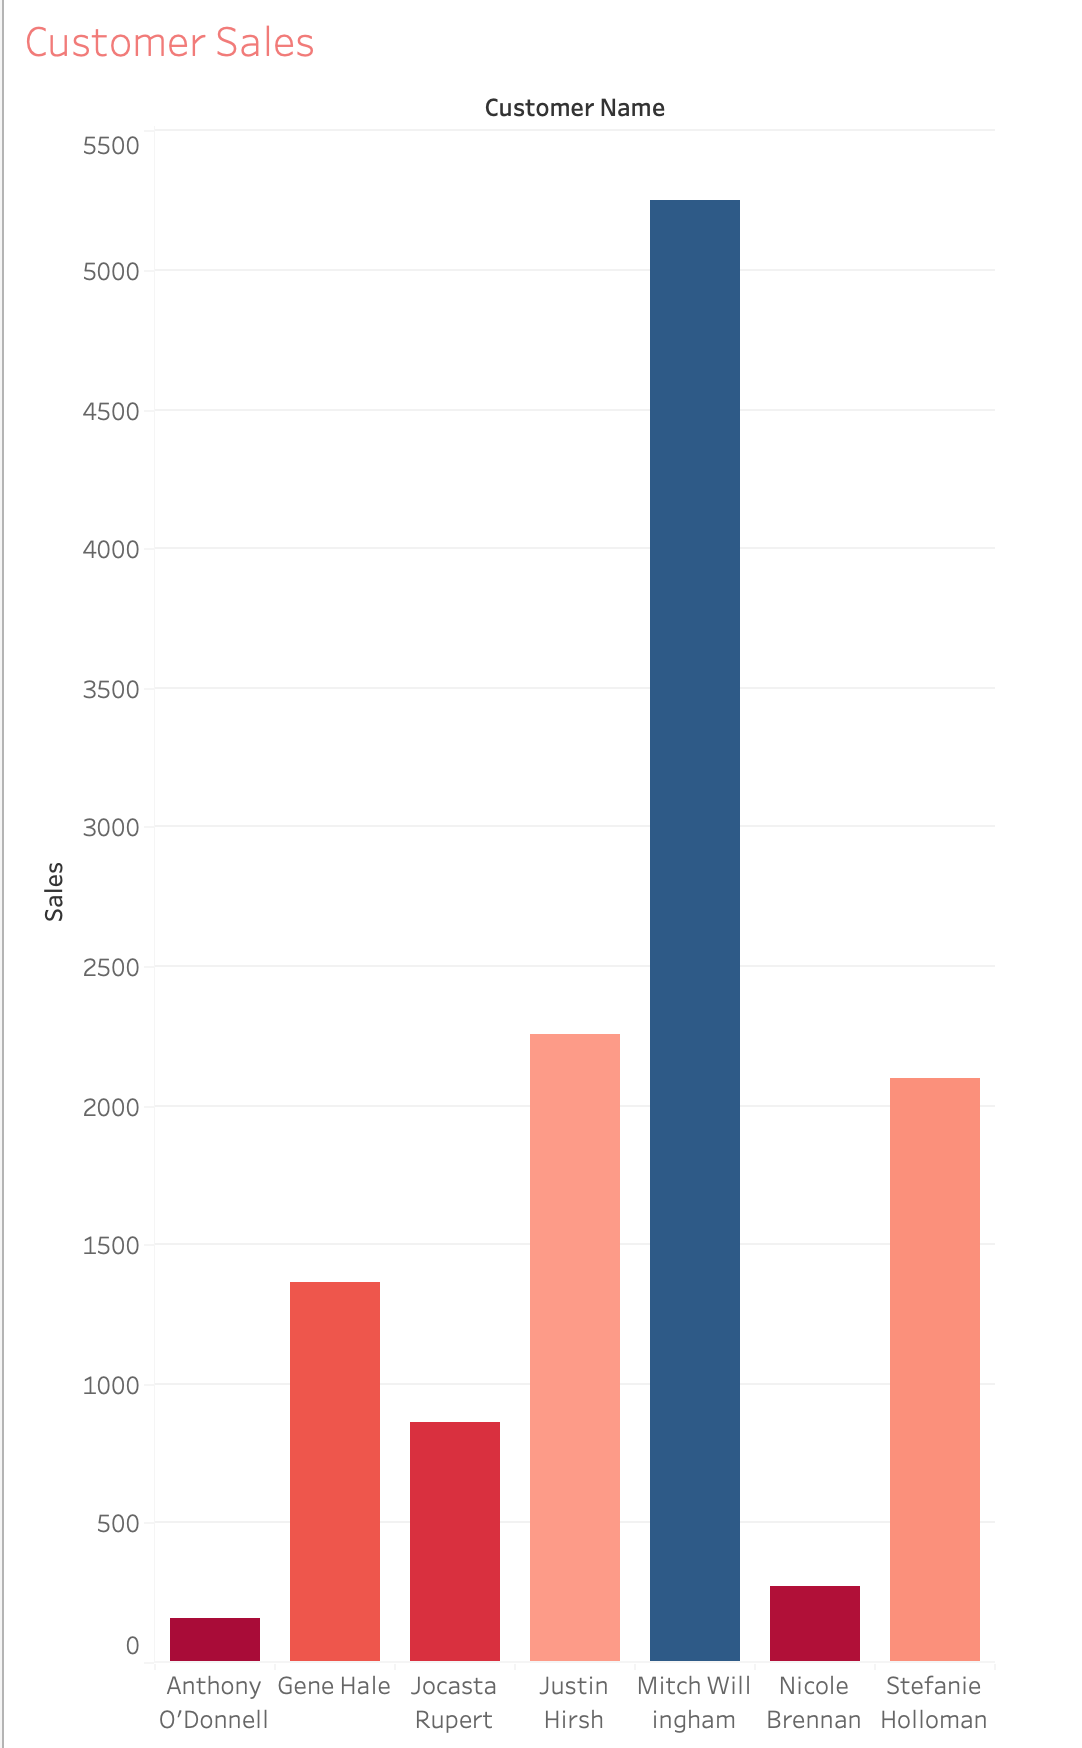 Customer Sales
Customer Name
5500
5000
4500
4000
3500
3000
Sales
2500
2000
1500
1000
500
0
Anthony O’Donnell
Gene Hale
Jocasta Rupert
Justin Hirsh
Mitch Will
ingham
Nicole Brennan
Stefanie Holloman